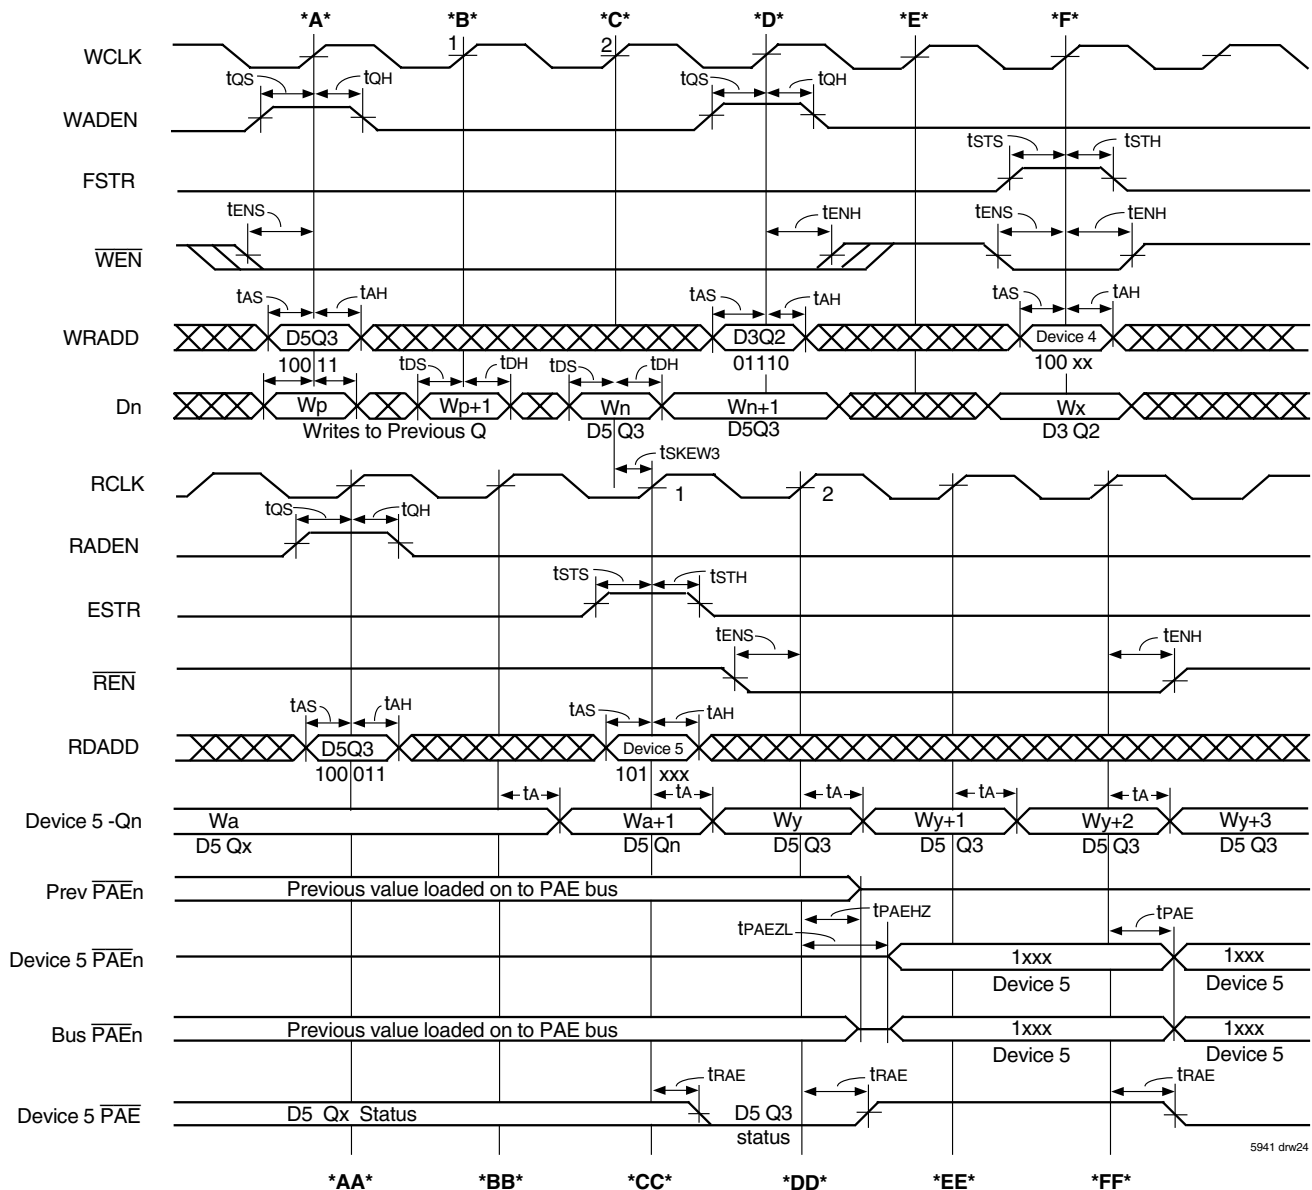 *A* *B* *C* *D* *E* *F*
WCLK 1 2
tQS tQH tQS tQH
WADEN
tSTS tSTH
FSTR
tENS tENH tENS tENH
WEN
tAS tAH tAS tAH tAS tAH
WRADD D5Q3 D3Q2 Device 4
100 11 01110 100 xx
tDS tDH tDS tDH
Dn Wp Wp+1 Wn Wn+1 Wx
Writes to Previous Q D5 Q3 D5Q3 D3 Q2
tSKEW3
RCLK 1 2
tQS tQH
RADEN
tSTS tSTH
ESTR
tENS tENH
REN
tAS tAH tAS tAH
RDADD D5Q3 Device 5
100 011 101 xxx
tA tA tA tA tA
Device 5 -Qn Wa Wa+1 Wy Wy+1 Wy+2 Wy+3
D5 Qx D5 Qn D5 Q3 D5 Q3 D5 Q3 D5 Q3
Prev PAEn Previous value loaded on to PAE bus
tPAEHZ tPAE
tPAEZL
Device 5 PAEn 1xxx 1xxx
Device 5 Device 5
Bus PAEn Previous value loaded on to PAE bus 1xxx 1xxx
Device 5 Device 5
tRAE tRAE tRAE
Device 5 PAE D5 Qx Status D5 Q3
status
5941 drw24
*AA* *BB* *CC* *DD* *EE* *FF*